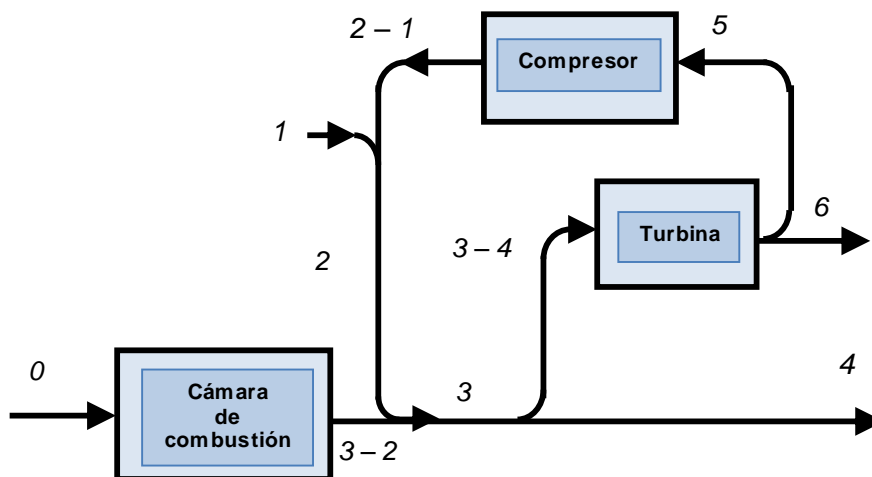 2 – 1
5
Compresor
1
6
Turbina
3 – 4
2
0
Cámara
de
combustión
3
4
3 – 2